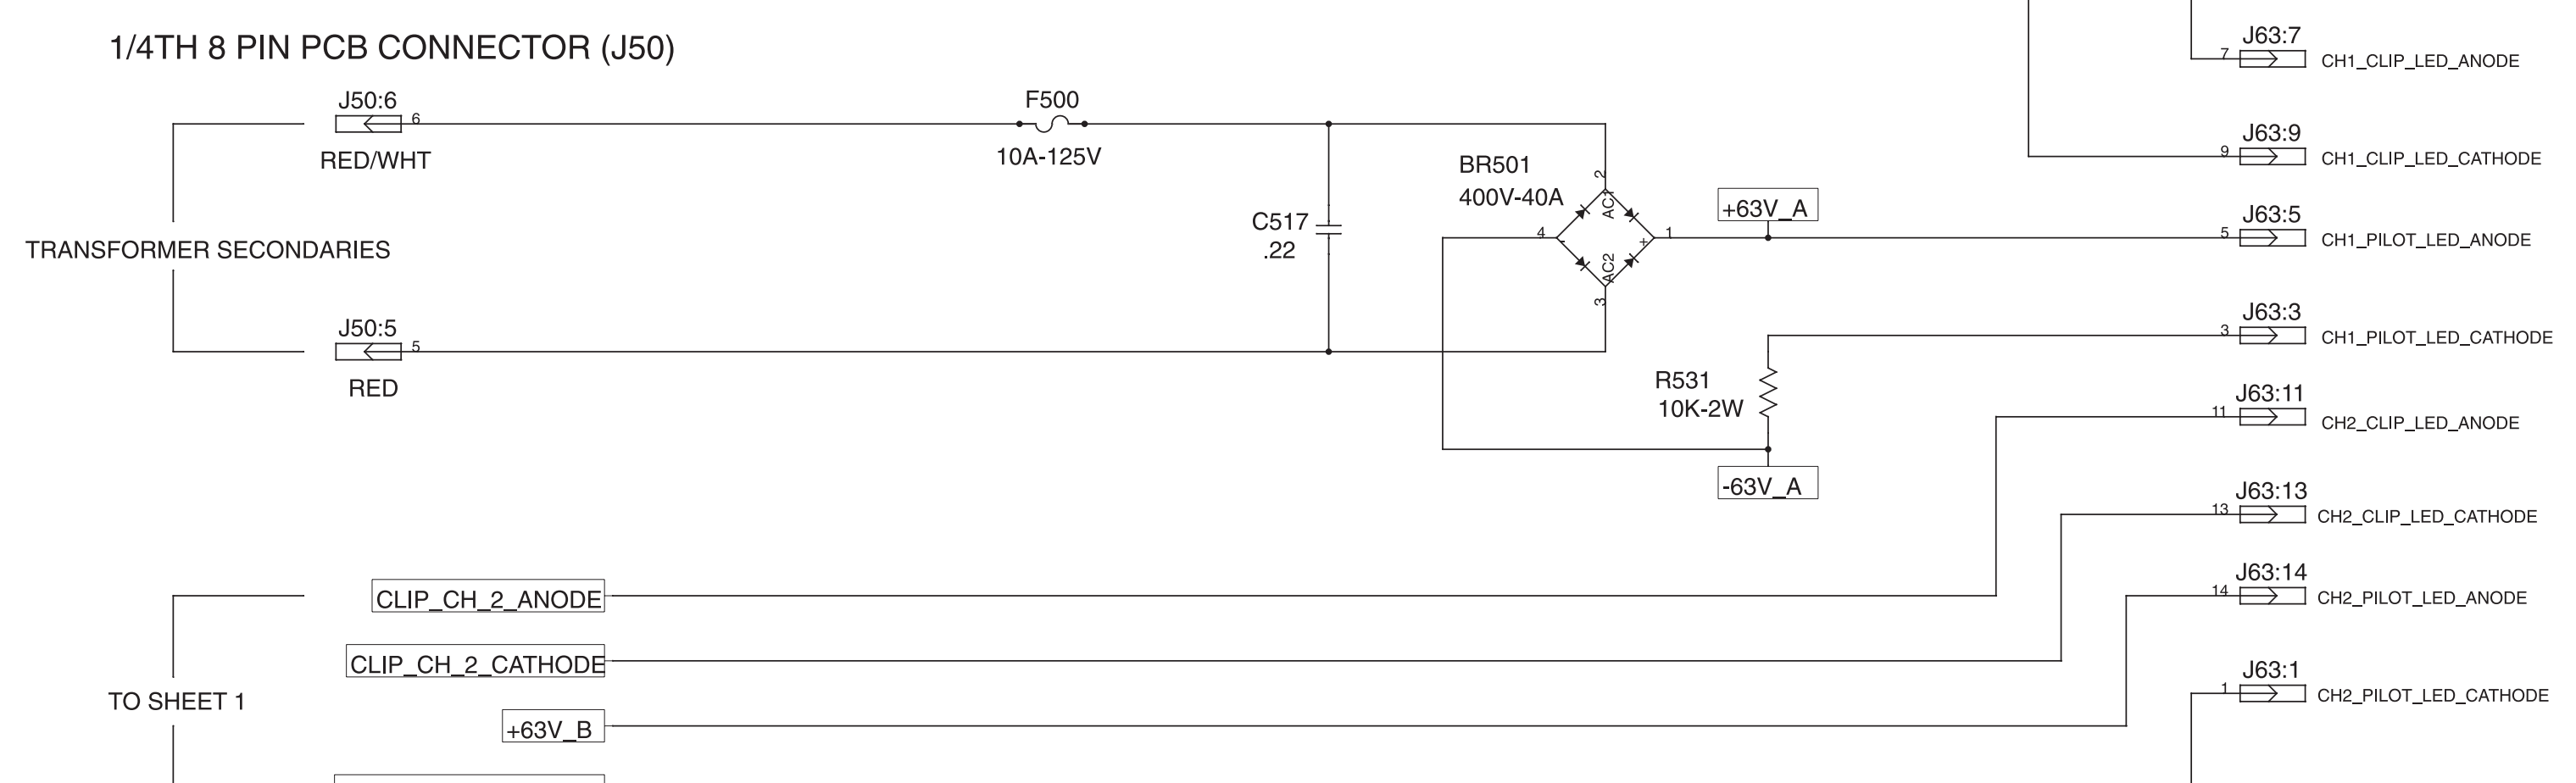 1/4TH 8 PIN PCB CONNECTOR (J50)
J50:6
6
RED/WHT
F500
10A-125V
TRANSFORMER SECONDARIES
C517
.22
BR501
400V-40A
2
AC1
4
-
+
1
AC2
3
+63V_A
J50:5
5
RED
R531
10K-2W
-63V_A
J63:7
7
CH1_CLIP_LED_ANODE
J63:9
9
CH1_CLIP_LED_CATHODE
J63:5
5
CH1_PILOT_LED_ANODE
J63:3
3
CH1_PILOT_LED_CATHODE
J63:11
11
CH2_CLIP_LED_ANODE
J63:13
13
CH2_CLIP_LED_CATHODE
J63:14
14
CH2_PILOT_LED_ANODE
J63:1
1
CH2_PILOT_LED_CATHODE
CLIP_CH_2_ANODE
CLIP_CH_2_CATHODE
TO SHEET 1
+63V_B